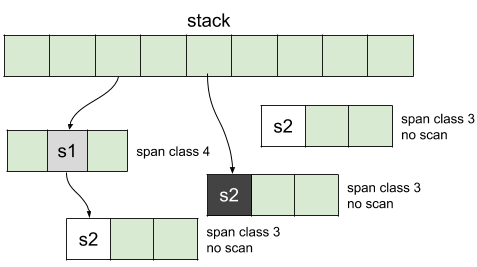 stack
s2
span class 3
no scan
s1
span class 4
s2
span class 3
no scan
s2
span class 3
no scan